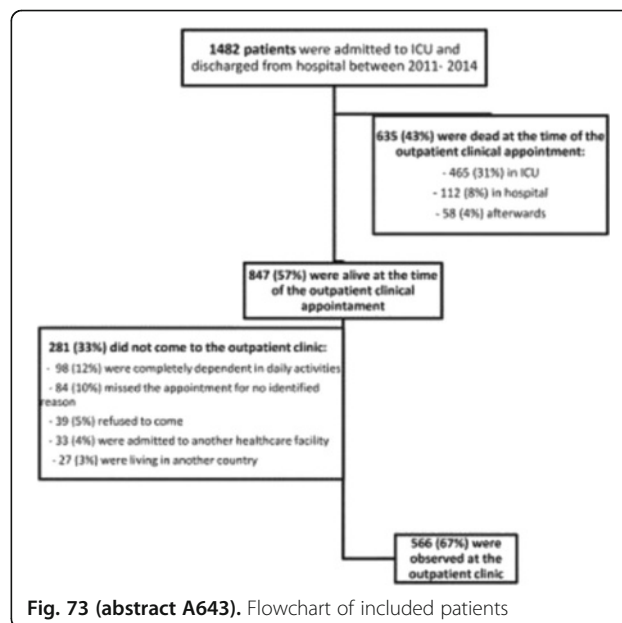 1482 patients were admitted to ICU and
discharged from hospital between 2011- 2014
635 (43%) were dead at the time of the
outpatient clinical appointment:
- 465 (31%) in ICU
- 112 (8%) in hospital
- 58 (4%) afterwards
847 (57%) were alive at the time
of the outpatient clinical
appointament
281 (33%) did not come to the outpatient clinic:
- 98 (12%) were completely dependent in daily activities
- 84 (10%) missed the appointment for no identified
reason
- 39 (5%) refused to come
- 33 (4%) were admitted to another healthcare facility
- 27 (3%) were living in another country
566 (67%) were
observed at the
outpatient clinic
Fig. 73 (abstract A643). Flowchart of included patients